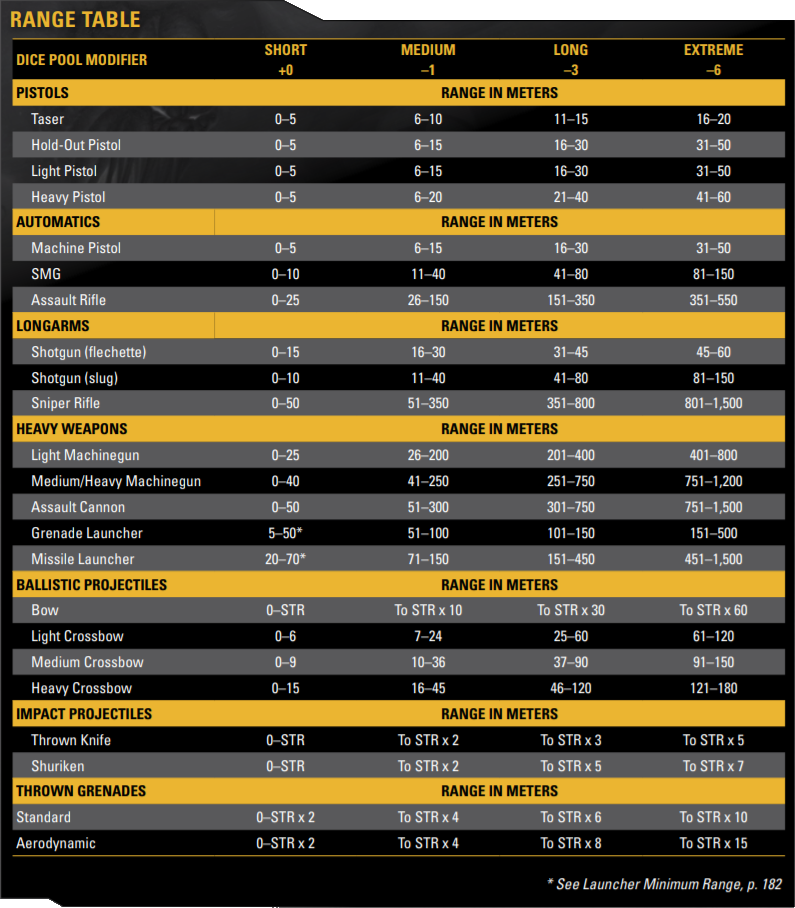 RANGE TABLE
DICE POOL MODIFIER SHORT +0 MEDIUM –1 LONG –3 EXTREME –6
PISTOLS RANGE IN METERS
Taser 0–5 6–10 11–15 16–20
Hold-Out Pistol 0–5 6–15 16–30 31–50
Light Pistol 0–5 6–15 16–30 31–50
Heavy Pistol 0–5 6–20 21–40 41–60
AUTOMATICS RANGE IN METERS
Machine Pistol 0–5 6–15 16–30 31–50
SMG 0–10 11–40 41–80 81–150
Assault Rifle 0–25 26–150 151–350 351–550
LONGARMS RANGE IN METERS
Shotgun (flechette) 0–15 16–30 31–45 45–60
Shotgun (slug) 0–10 11–40 41–80 81–150
Sniper Rifle 0–50 51–350 351–800 801–1,500
HEAVY WEAPONS RANGE IN METERS
Light Machinegun 0–25 26–200 201–400 401–800
Medium/Heavy Machinegun 0–40 41–250 251–750 751–1,200
Assault Cannon 0–50 51–300 301–750 751–1,500
Grenade Launcher 5–50* 51–100 101–150 151–500
Missile Launcher 20–70* 71–150 151–450 451–1,500
BALLISTIC PROJECTILES RANGE IN METERS
Bow 0–STR To STR x 10 To STR x 30 To STR x 60
Light Crossbow 0–6 7–24 25–60 61–120
Medium Crossbow 0–9 10–36 37–90 91–150
Heavy Crossbow 0–15 16–45 46–120 121–180
IMPACT PROJECTILES RANGE IN METERS
Thrown Knife 0–STR To STR x 2 To STR x 3 To STR x 5
Shuriken 0–STR To STR x 2 To STR x 5 To STR x 7
THROWN GRENADES RANGE IN METERS
Standard 0–STR x 2 To STR x 4 To STR x 6 To STR x 10
Aerodynamic 0–STR x 2 To STR x 4 To STR x 8 To STR x 15
* See Launcher Minimum Range, p. 182